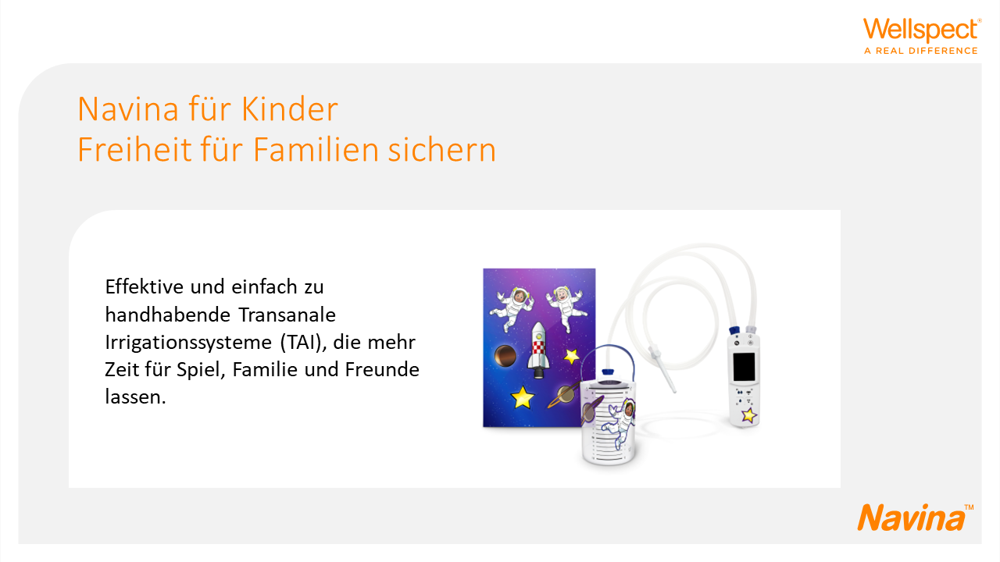 Wellspect®
A REAL DIFFERENCE
Navina für Kinder
Freiheit für Familien sichern
Effektive und einfach zu
handhabende Transanale
Irrigationssysteme (TAI), die mehr
Zeit für Spiel, Familie und Freunde
lassen.
Navina™